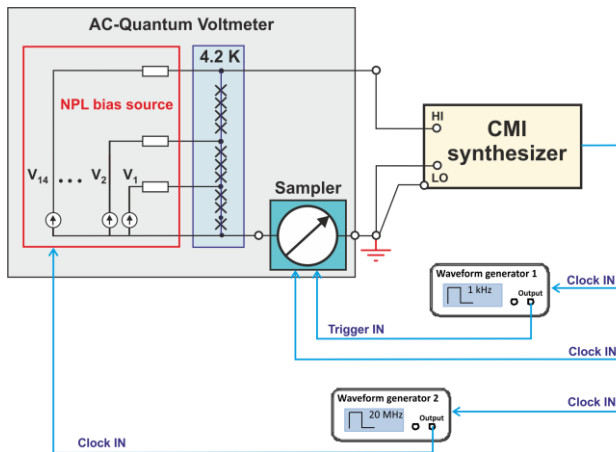 AC-Quantum Voltmeter
4.2 K
NPL bias source
HI
CMI
synthesizer
LO
V14 ... V2 V1
Sampler
Waveform generator 1
1 kHz
Output
Clock IN
Trigger IN
Clock IN
Waveform generator 2
20 MHz
Output
Clock IN
Clock IN